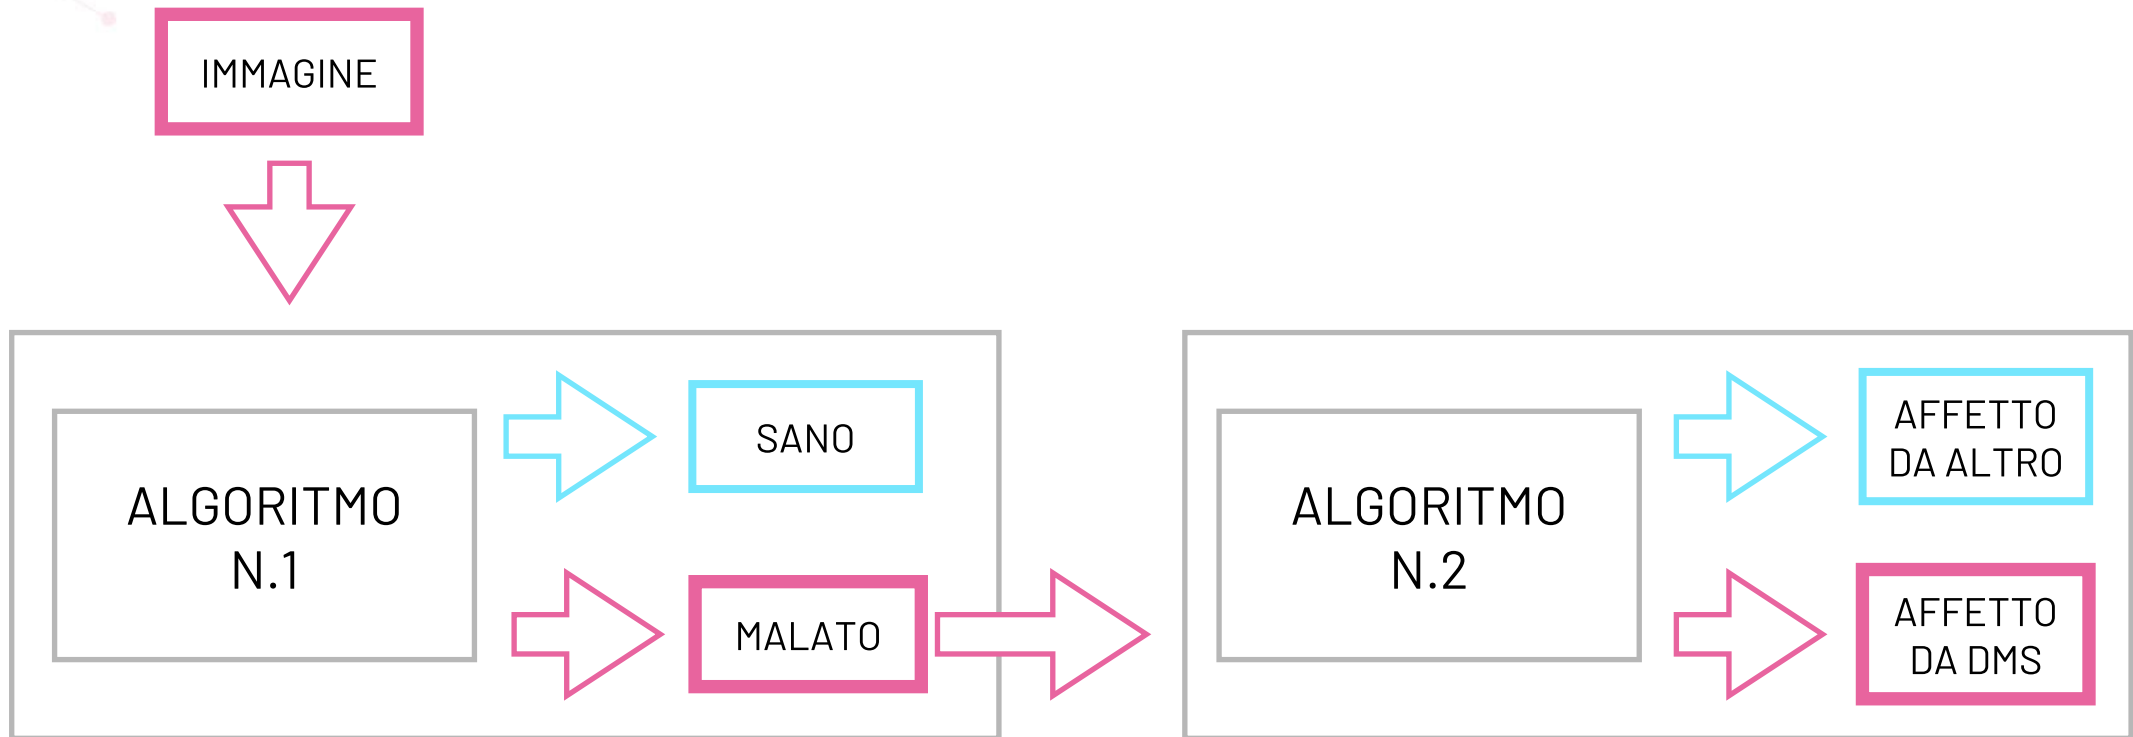 IMMAGINE
ALGORITMO
N.1
SANO
MALATO
ALGORITMO
N.2
AFFETTO
DA ALTRO
AFFETTO
DA DMS